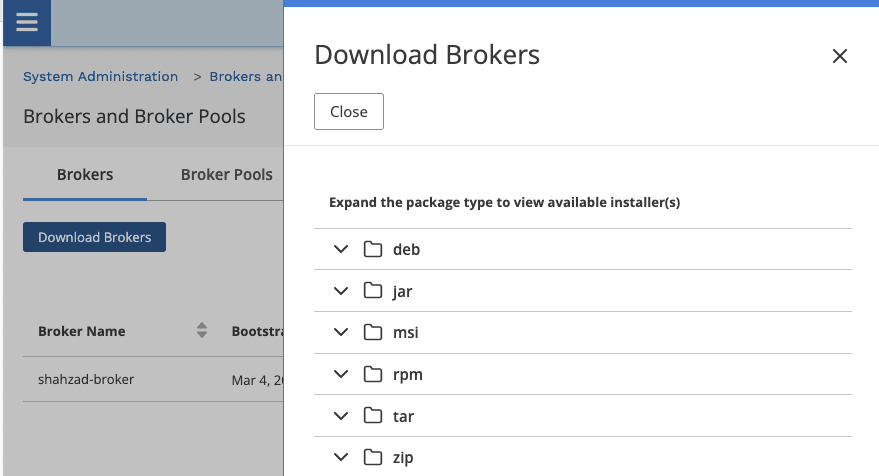 System Administration > Brokers an
Brokers and Broker Pools
Brokers Broker Pools
Download Brokers
Broker Name Bootstra
shahzad-broker Mar 4, 20
Download Brokers
Close
Expand the package type to view available installer(s)
deb
jar
msi
rpm
tar
zip